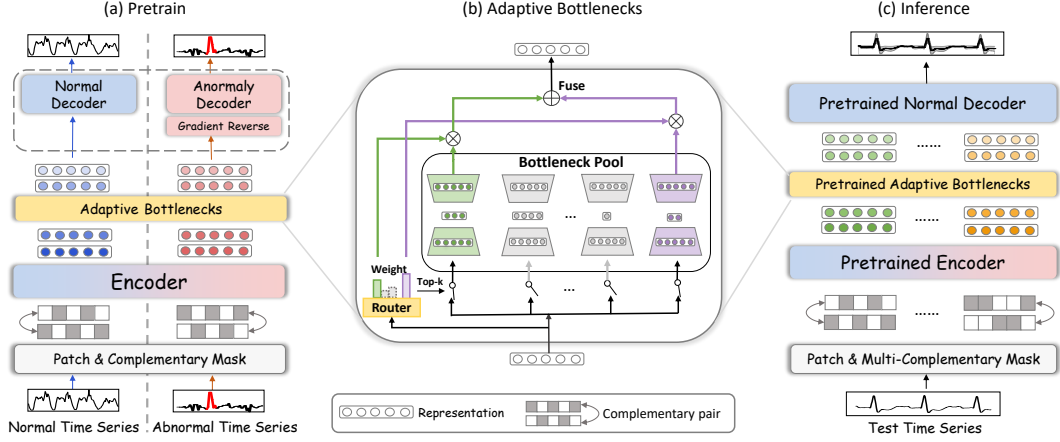 (a) Pretrain
Normal
Decoder
Anormaly
Decoder
Gradient Reverse
Adaptive Bottlenecks
Encoder
Patch & Complementary Mask
Normal Time Series
Abnormal Time Series
(b) Adaptive Bottlenecks
Fuse
Bottleneck Pool
...
Weight
Top-k
Router
...
Representation
Complementary pair
(c) Inference
Pretrained Normal Decoder
......
Pretrained Adaptive Bottlenecks
......
Pretrained Encoder
......
Patch & Multi-Complementary Mask
Test Time Series